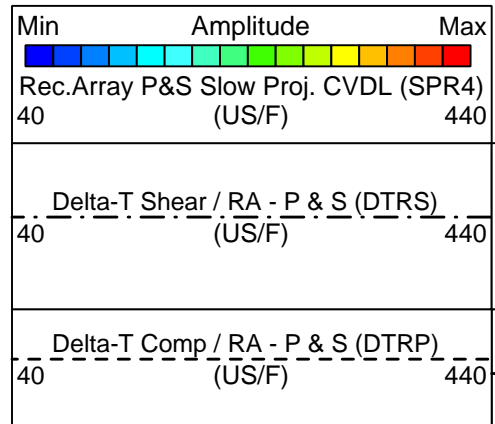 Min Amplitude Max
Rec.Array P&S Slow Proj. CVDL (SPR4)
40 (US/F) 440
Delta-T Shear / RA - P & S (DTRS)
40 (US/F) 440
Delta-T Comp / RA - P & S (DTRP)
40 (US/F) 440